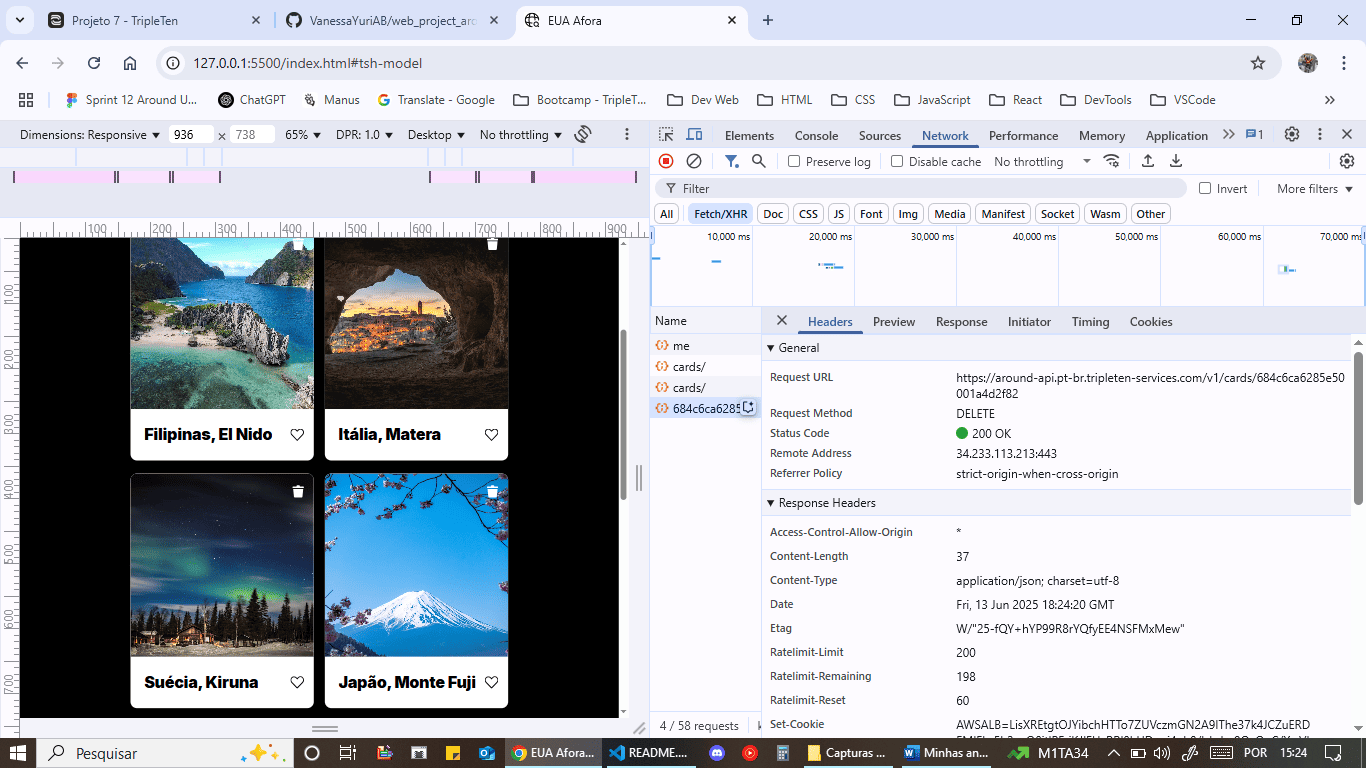 Projeto 7 - TripleTen
VanessaYuriAB/web_project_aro
EUA Afora
127.0.0.1:5500/index.html#tsh-model
Sprint 12 Around U...
ChatGPT
Manus
Translate - Google
Bootcamp - TripleT...
Dev Web
HTML
CSS
JavaScript
React
DevTools
VSCode
Dimensions: Responsive
936
x
738
65%
DPR: 1.0
Desktop
No throttling
Elements
Console
Sources
Network
Performance
Memory
Application
1
Preserve log
Disable cache
No throttling
Filter
Invert
More filters
All
Fetch/XHR
Doc
CSS
JS
Font
Img
Media
Manifest
Socket
Wasm
Other
10,000 ms
20,000 ms
30,000 ms
40,000 ms
50,000 ms
60,000 ms
70,000 ms
100
200
300
400
500
600
700
800
900
100
200
300
400
500
600
700
Filipinas, El Nido
Itália, Matera
Suécia, Kiruna
Japão, Monte Fuji
Name
me
cards/
cards/
684c6ca6285
4 / 58 requests
Headers
Preview
Response
Initiator
Timing
Cookies
General
Request URL
https://around-api.pt-br.tripleten-services.com/v1/cards/684c6ca6285e50
001a4d2f82
Request Method
DELETE
Status Code
200 OK
Remote Address
34.233.113.213:443
Referrer Policy
strict-origin-when-cross-origin
Response Headers
Access-Control-Allow-Origin
*
Content-Length
37
Content-Type
application/json; charset=utf-8
Date
Fri, 13 Jun 2025 18:24:20 GMT
Etag
W/"25-fQY+hYP99R8rYQfyEE4NSFMxMew"
Ratelimit-Limit
200
Ratelimit-Remaining
198
Ratelimit-Reset
60
Set-Cookie
AWSALB=LisXREtgtOJYibchHTTo7ZUVczmGN2A9IThe37k4JCZuERD
Pesquisar
EUA Afora...
README....
Capturas ...
Minhas an...
M1TA34
POR
15:24